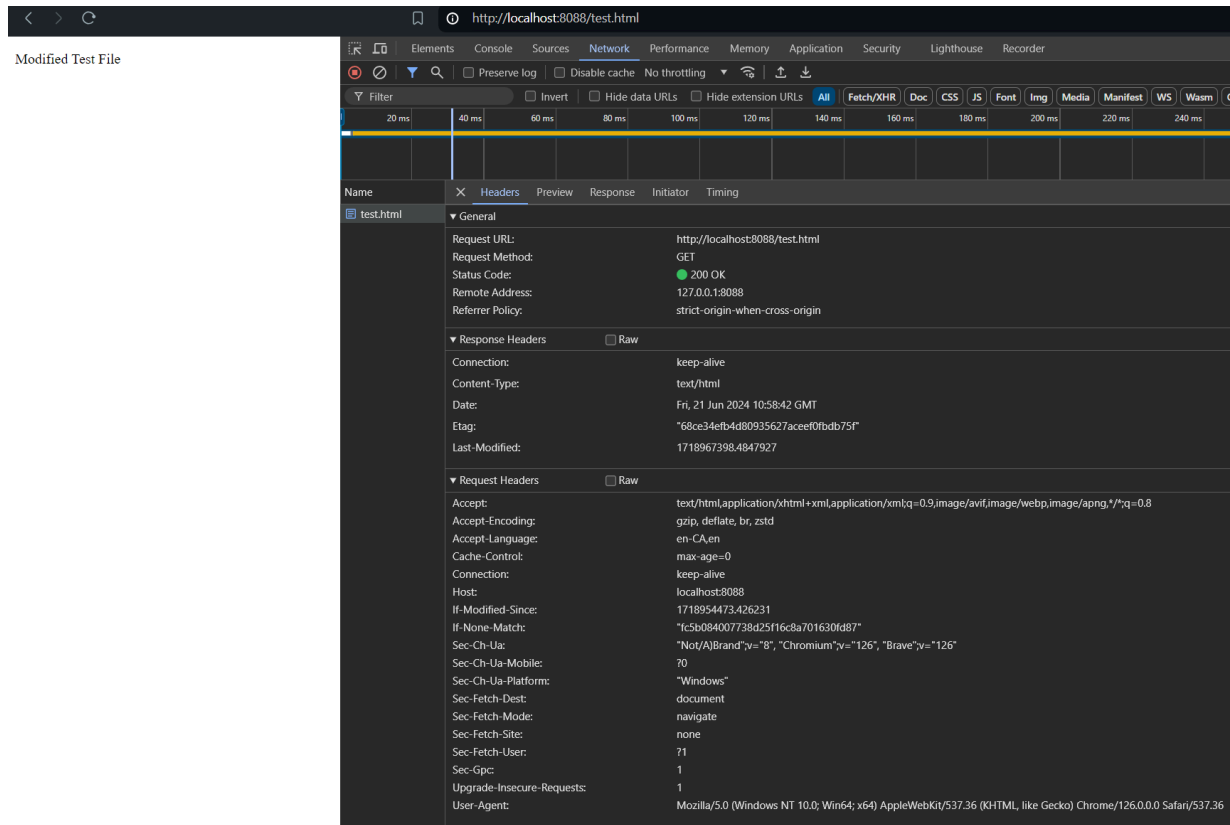 http://localhost:8088/test.html
Modified Test File
Elements Console Sources Network Performance Memory Application Security Lighthouse Recorder
Preserve log Disable cache No throttling
Filter Invert Hide data URLs Hide extension URLs All Fetch/XHR Doc CSS JS Font Img Media Manifest WS Wasm
20 ms 40 ms 60 ms 80 ms 100 ms 120 ms 140 ms 160 ms 180 ms 200 ms 220 ms 240 ms
Name Headers Preview Response Initiator Timing
test.html
General
Request URL: http://localhost:8088/test.html
Request Method: GET
Status Code: 200 OK
Remote Address: 127.0.0.1:8088
Referrer Policy: strict-origin-when-cross-origin
Response Headers Raw
Connection: keep-alive
Content-Type: text/html
Date: Fri, 21 Jun 2024 10:58:42 GMT
Etag: "68ce34efb4d80935627aceef0fbdb75f"
Last-Modified: 1718967398.4847927
Request Headers Raw
Accept: text/html,application/xhtml+xml,application/xml;q=0.9,image/avif,image/webp,image/apng,*/*;q=0.8
Accept-Encoding: gzip, deflate, br, zstd
Accept-Language: en-CA,en
Cache-Control: max-age=0
Connection: keep-alive
Host: localhost:8088
If-Modified-Since: 1718954473.426231
If-None-Match: "fc5b084007738d25f16c8a701630fd87"
Sec-Ch-Ua: "Not/A)Brand";v="8", "Chromium";v="126", "Brave";v="126"
Sec-Ch-Ua-Mobile: ?0
Sec-Ch-Ua-Platform: "Windows"
Sec-Fetch-Dest: document
Sec-Fetch-Mode: navigate
Sec-Fetch-Site: none
Sec-Fetch-User: ?1
Sec-Gpc: 1
Upgrade-Insecure-Requests: 1
User-Agent: Mozilla/5.0 (Windows NT 10.0; Win64; x64) AppleWebKit/537.36 (KHTML, like Gecko) Chrome/126.0.0.0 Safari/537.36